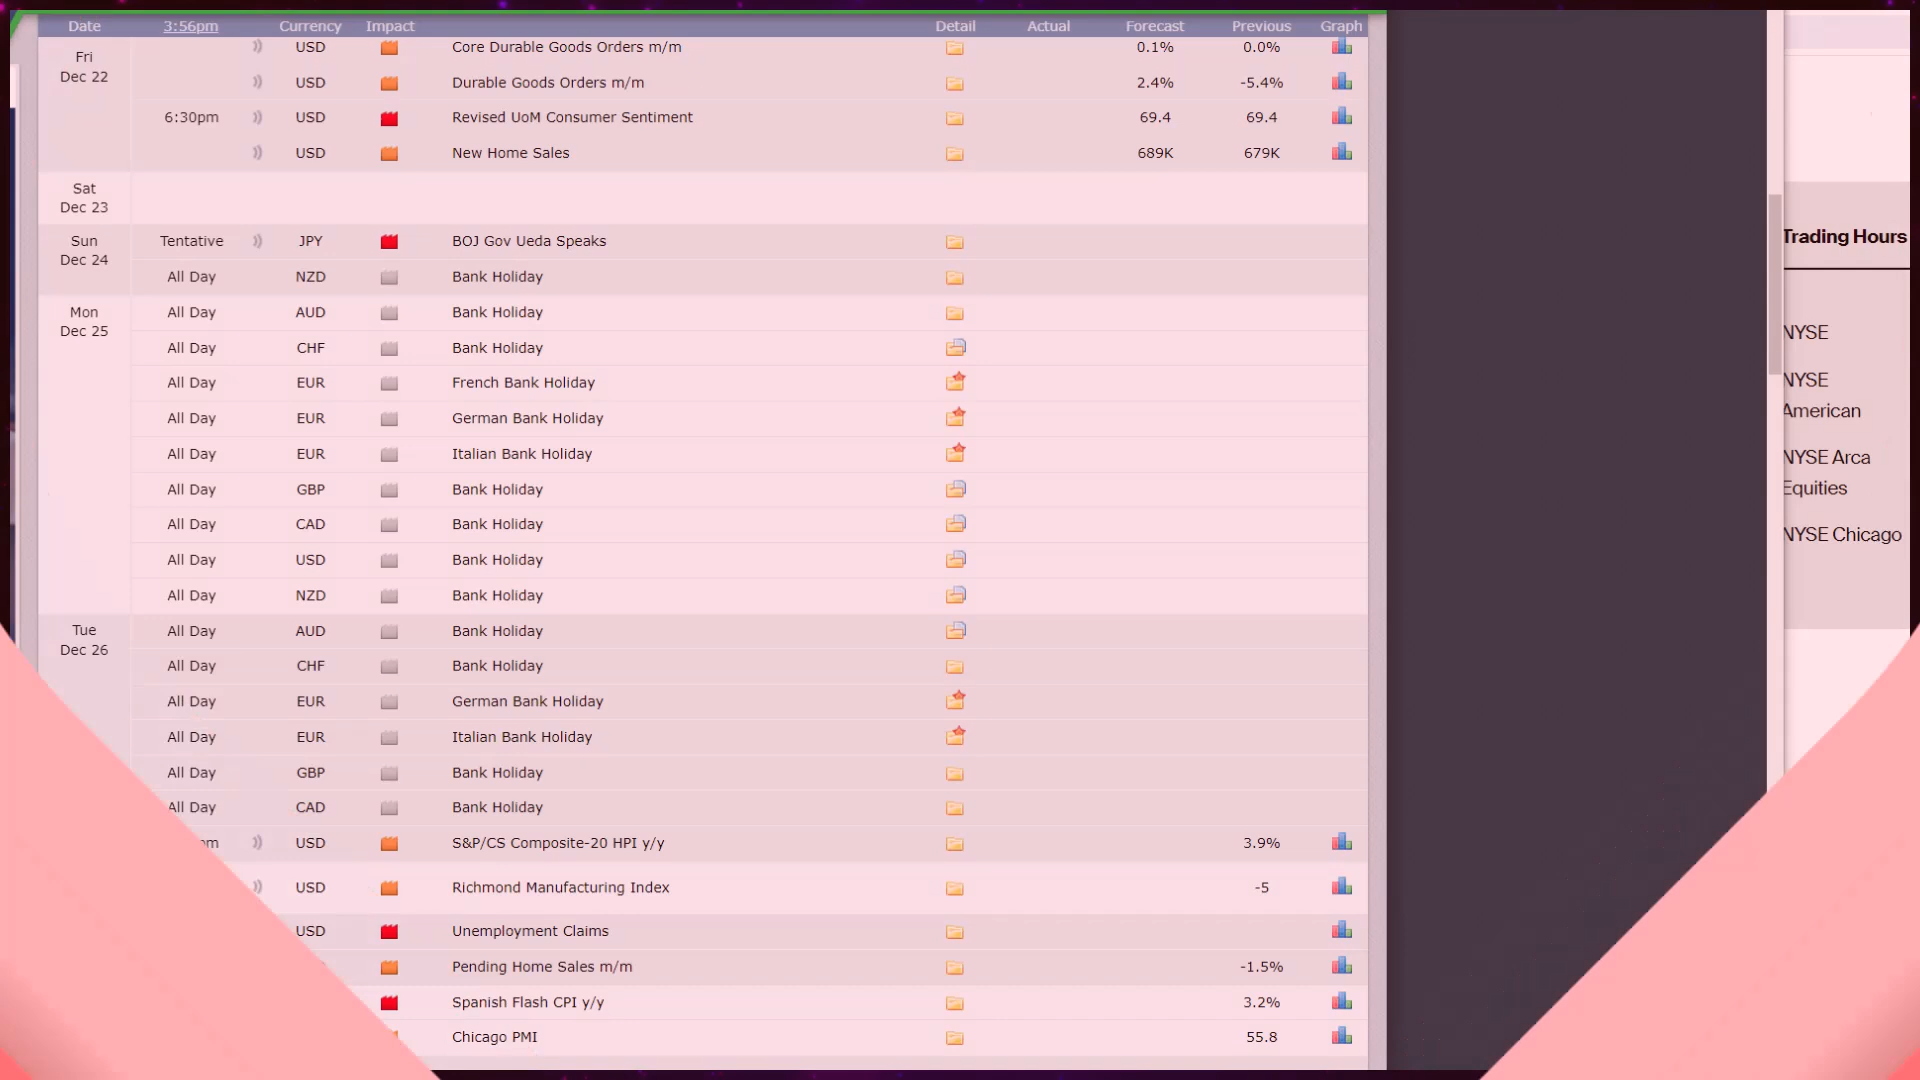 Date 3:56pm Currency Impact Detail Actual Forecast Previous Graph
Fri
Dec 22
USD Core Durable Goods Orders m/m 0.1% 0.0%
USD Durable Goods Orders m/m 2.4% -5.4%
6:30pm USD Revised UoM Consumer Sentiment 69.4 69.4
USD New Home Sales 689K 679K
Sat
Dec 23
Sun
Dec 24
Tentative JPY BOJ Gov Ueda Speaks
All Day NZD Bank Holiday
Mon
Dec 25
All Day AUD Bank Holiday
All Day CHF Bank Holiday
All Day EUR French Bank Holiday
All Day EUR German Bank Holiday
All Day EUR Italian Bank Holiday
All Day GBP Bank Holiday
All Day CAD Bank Holiday
All Day USD Bank Holiday
All Day NZD Bank Holiday
Tue
Dec 26
All Day AUD Bank Holiday
All Day CHF Bank Holiday
All Day EUR German Bank Holiday
All Day EUR Italian Bank Holiday
All Day GBP Bank Holiday
All Day CAD Bank Holiday
USD S&P/CS Composite-20 HPI y/y 3.9%
USD Richmond Manufacturing Index -5
USD Unemployment Claims
Pending Home Sales m/m -1.5%
Spanish Flash CPI y/y 3.2%
Chicago PMI 55.8
Trading Hours
NYSE
NYSE
American
NYSE Arca
Equities
NYSE Chicago